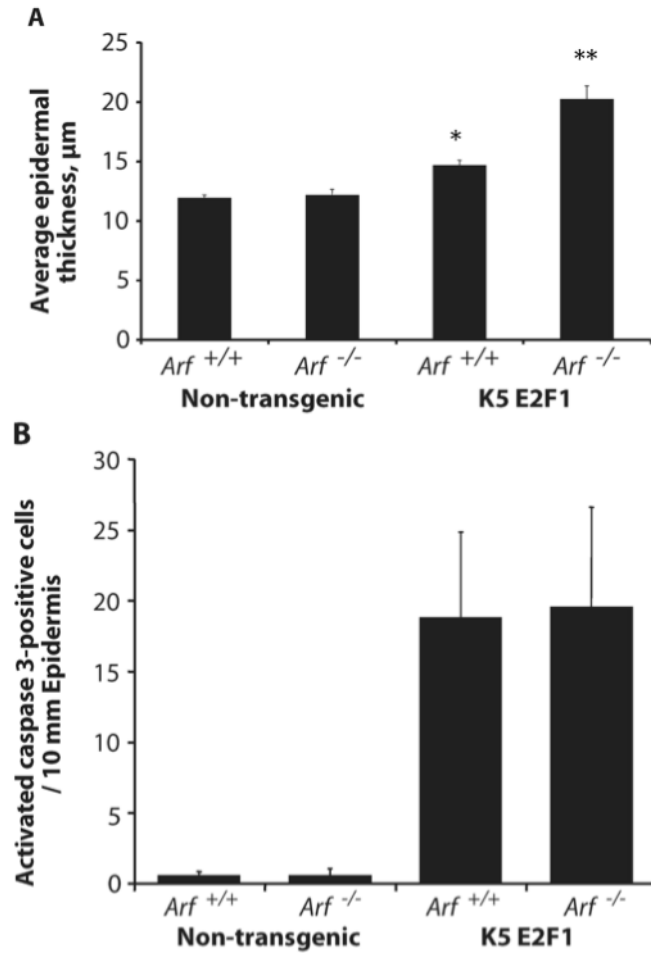 A
Average epidermal
thickness, μm
25
20
15
10
5
0
*
**
Arf +/+ Arf -/- Arf +/+ Arf -/-
Non-transgenic K5 E2F1
B
Activated caspase 3-positive cells
/ 10 mm Epidermis
30
25
20
15
10
5
0
Arf +/+ Arf -/- Arf +/+ Arf -/-
Non-transgenic K5 E2F1